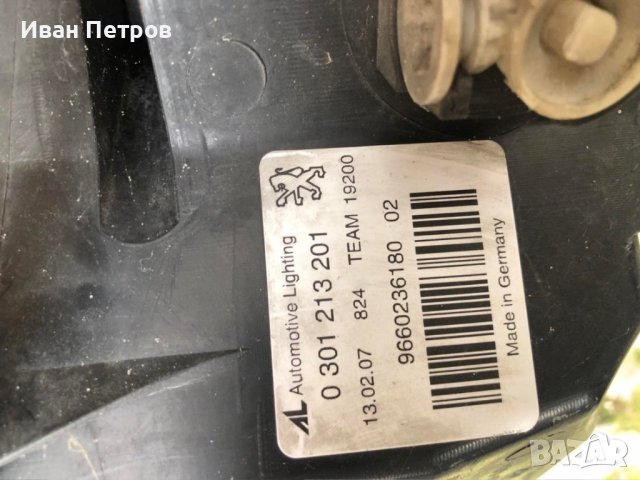 Иван Петров
AL Automotive Lighting
0 301 213 201
13.02.07 824 TEAM 19200
9660236180 02
Made in Germany
BAZAR